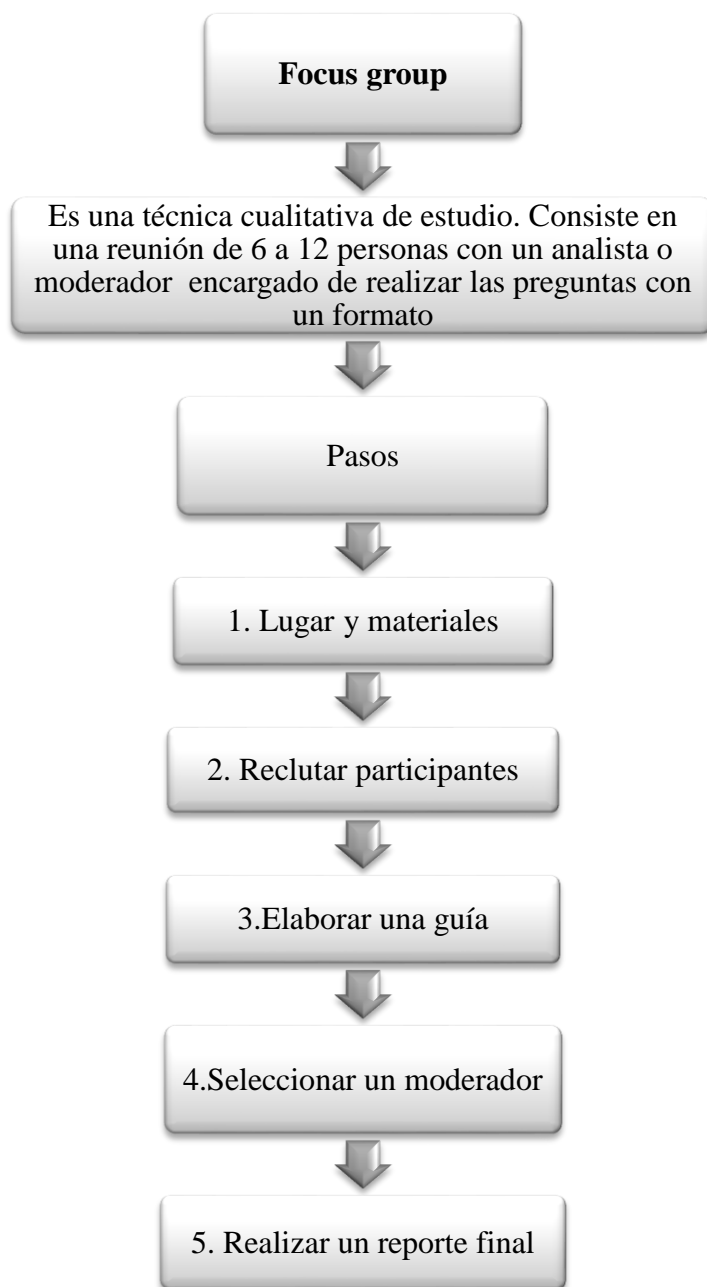 Focus group
Es una técnica cualitativa de estudio. Consiste en
una reunión de 6 a 12 personas con un analista o
moderador encargado de realizar las preguntas con
un formato
Pasos
1. Lugar y materiales
2. Reclutar participantes
3.Elaborar una guía
4.Seleccionar un moderador
5. Realizar un reporte final